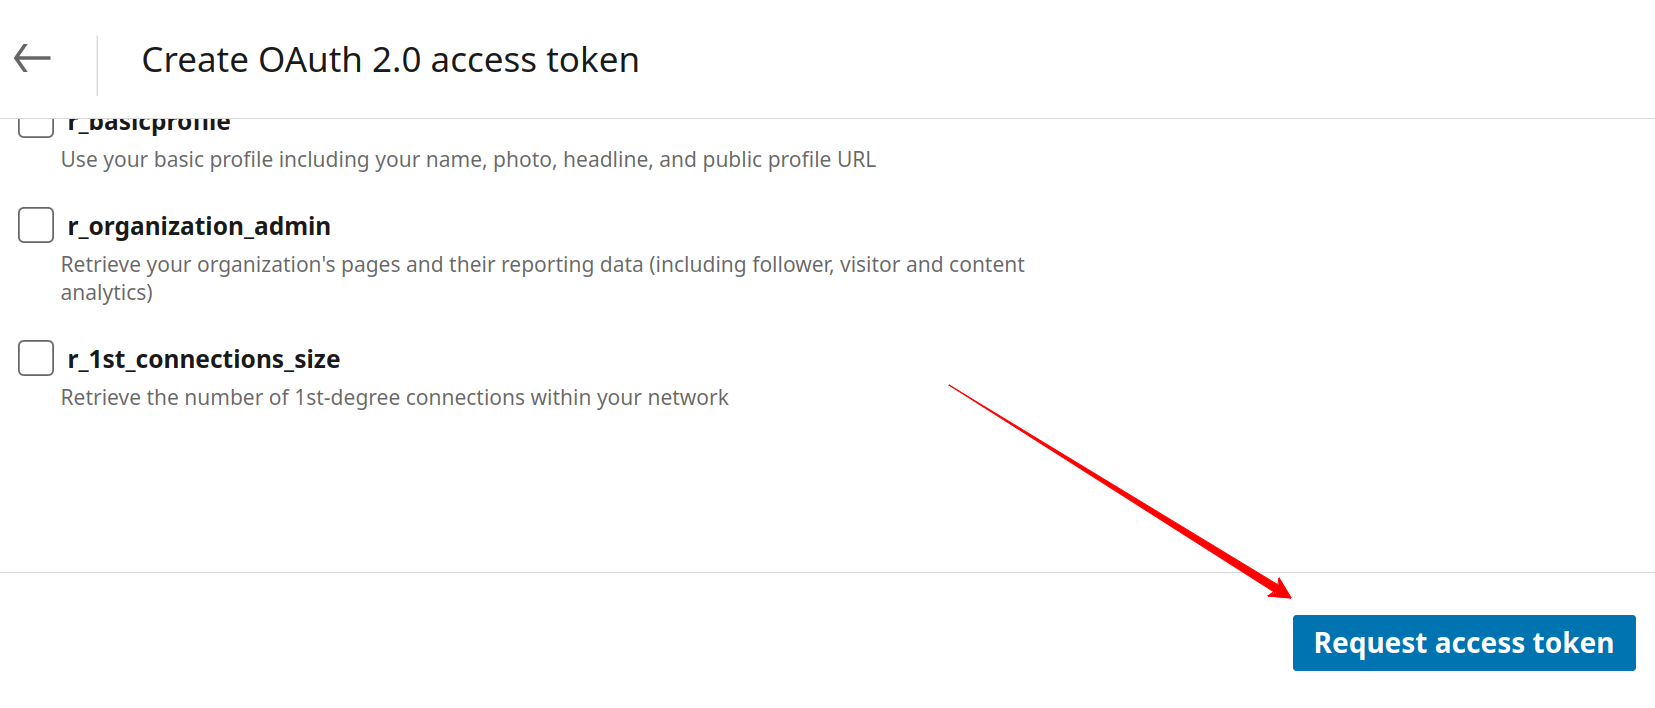 Create OAuth 2.0 access token
r_basicprofile
Use your basic profile including your name, photo, headline, and public profile URL
r_organization_admin
Retrieve your organization's pages and their reporting data (including follower, visitor and content
analytics)
r_1st_connections_size
Retrieve the number of 1st-degree connections within your network
Request access token